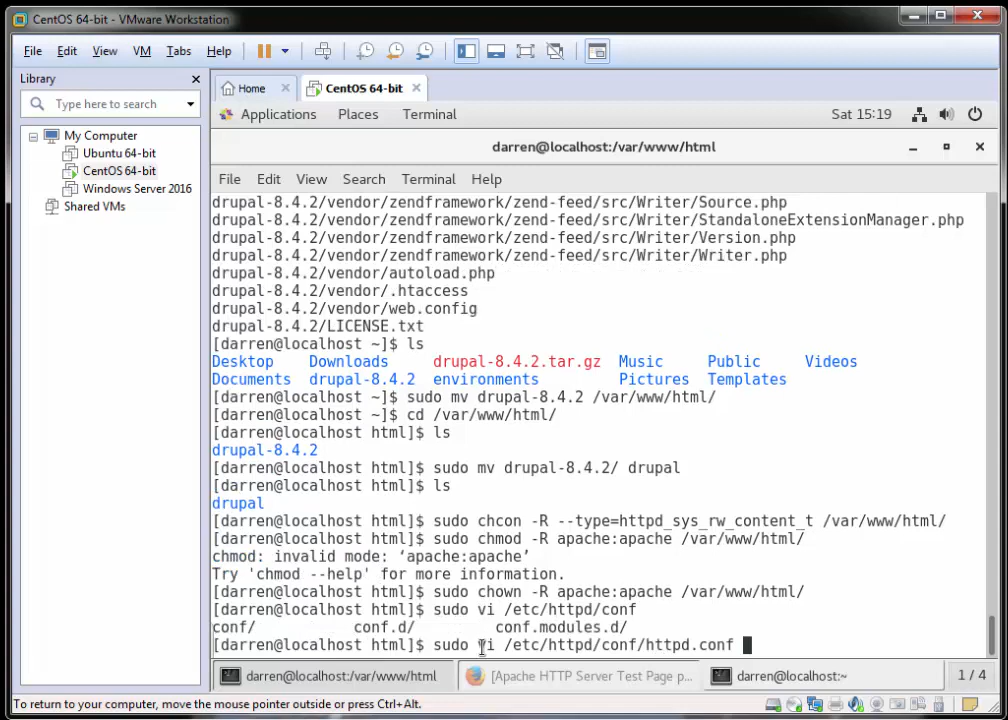 CentOS 64-bit - VMware Workstation
File Edit View VM Tabs Help
Library
Type here to search
My Computer
Ubuntu 64-bit
CentOS 64-bit
Windows Server 2016
Shared VMs
Home CentOS 64-bit
Applications Places Terminal Sat 15:19
darren@localhost:/var/www/html
File Edit View Search Terminal Help
drupal-8.4.2/vendor/zendframework/zend-feed/src/Writer/Source.php
drupal-8.4.2/vendor/zendframework/zend-feed/src/Writer/StandaloneExtensionManager.php
drupal-8.4.2/vendor/zendframework/zend-feed/src/Writer/Version.php
drupal-8.4.2/vendor/zendframework/zend-feed/src/Writer/Writer.php
drupal-8.4.2/vendor/autoload.php
drupal-8.4.2/vendor/.htaccess
drupal-8.4.2/vendor/web.config
drupal-8.4.2/LICENSE.txt
[darren@localhost ~]$ ls
Desktop Downloads drupal-8.4.2.tar.gz Music Public Videos
Documents drupal-8.4.2 environments Pictures Templates
[darren@localhost ~]$ sudo mv drupal-8.4.2 /var/www/html/
[darren@localhost ~]$ cd /var/www/html/
[darren@localhost html]$ ls
drupal-8.4.2
[darren@localhost html]$ sudo mv drupal-8.4.2/ drupal
[darren@localhost html]$ ls
drupal
[darren@localhost html]$ sudo chcon -R --type=httpd_sys_rw_content_t /var/www/html/
[darren@localhost html]$ sudo chmod -R apache:apache /var/www/html/
chmod: invalid mode: ‘apache:apache’
Try 'chmod --help' for more information.
[darren@localhost html]$ sudo chown -R apache:apache /var/www/html/
[darren@localhost html]$ sudo vi /etc/httpd/conf
conf/ conf.d/ conf.modules.d/
[darren@localhost html]$ sudo vi /etc/httpd/conf/httpd.conf
darren@localhost:/var/www/html [Apache HTTP Server Test Page p... darren@localhost:~ 1 / 4
To return to your computer, move the mouse pointer outside or press Ctrl+Alt.